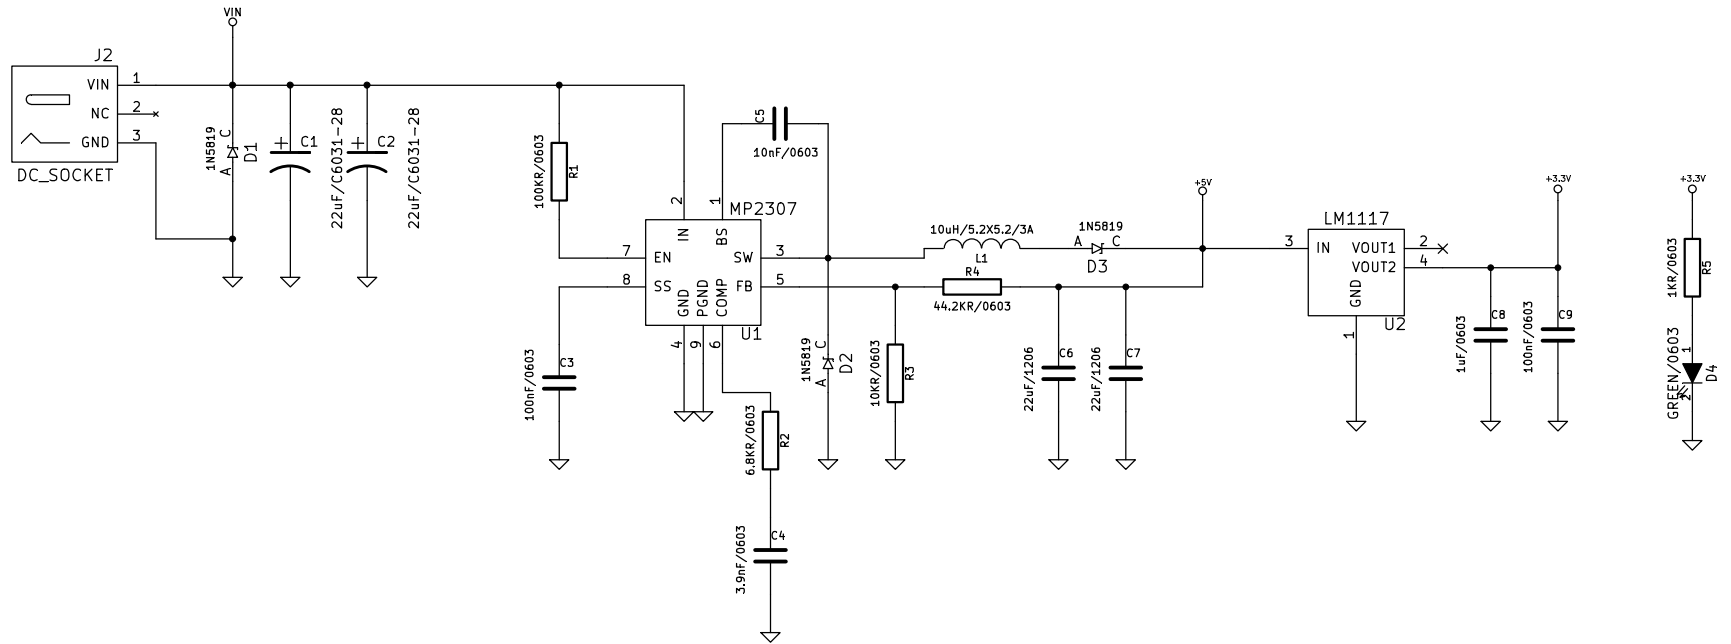 VIN
J2
VIN 1
NC 2
GND 3
DC_SOCKET
1N5819
A C
D1
C1
22uF/C6031-28
C2
22uF/C6031-28
100KR/0603
R1
C5
10nF/0603
MP2307
2 IN
1 BS
7 EN
8 SS
SW 3
FB 5
GND 4
PGND 9
COMP 6
U1
100nF/0603
C3
6.8KR/0603
R2
3.9nF/0603
C4
1N5819
A C
D2
10uH/5.2X5.2/3A
L1
R4
44.2KR/0603
10KR/0603
R3
1N5819
A C
D3
+5V
22uF/1206
C6
22uF/1206
C7
LM1117
3 IN
VOUT1 2
VOUT2 4
GND 1
U2
+3.3V
1uF/0603
C8
100nF/0603
C9
+3.3V
1KR/0603
R5
GREEN/0603
1
2
D4